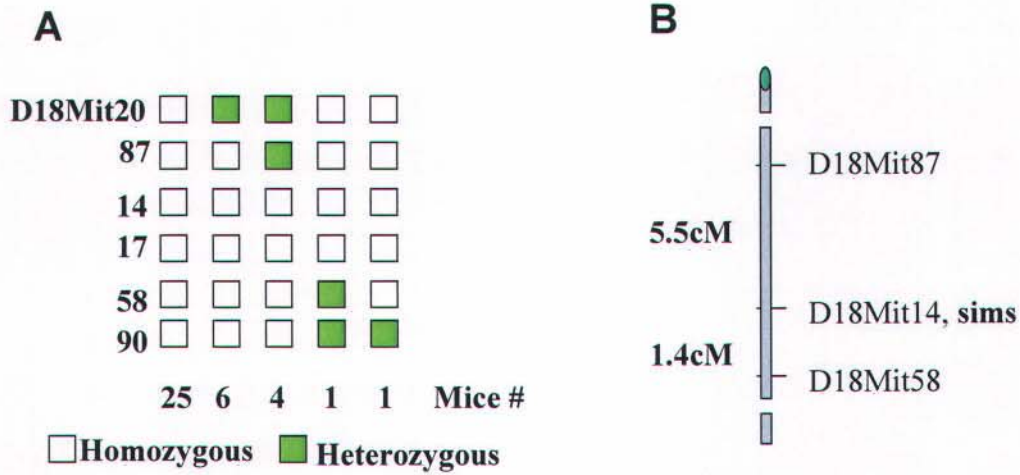 A
D18Mit20
87
14
17
58
90
25 6 4 1 1 Mice #
Homozygous Heterozygous
B
D18Mit87
5.5cM
D18Mit14, sims
1.4cM
D18Mit58